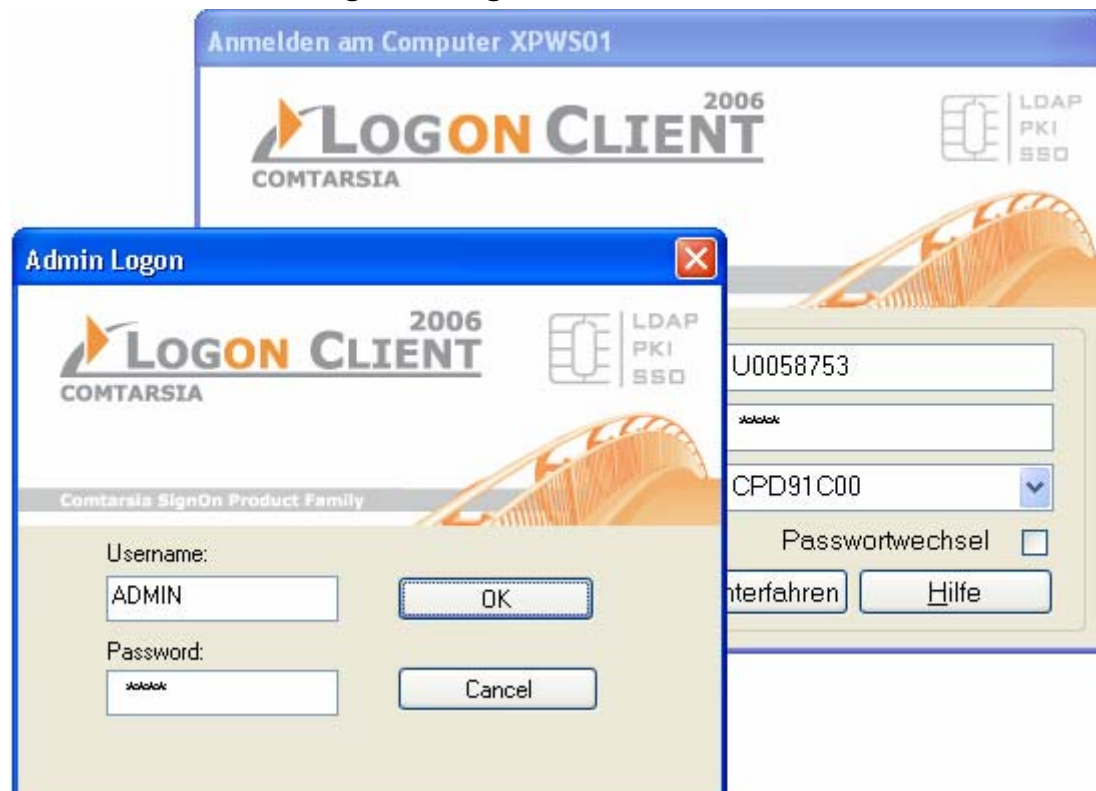 Anmelden am Computer XPWS01
2006
LOGON CLIENT
COMTARSIA
LDAP
PKI
SSO
Admin Logon
2006
LOGON CLIENT
COMTARSIA
LDAP
PKI
SSO
Comtarsia SignOn Product Family
U0058753
*****
CPD91C00
Passwortwechsel
nterfahren
Hilfe
Username:
ADMIN
OK
Password:
*****
Cancel